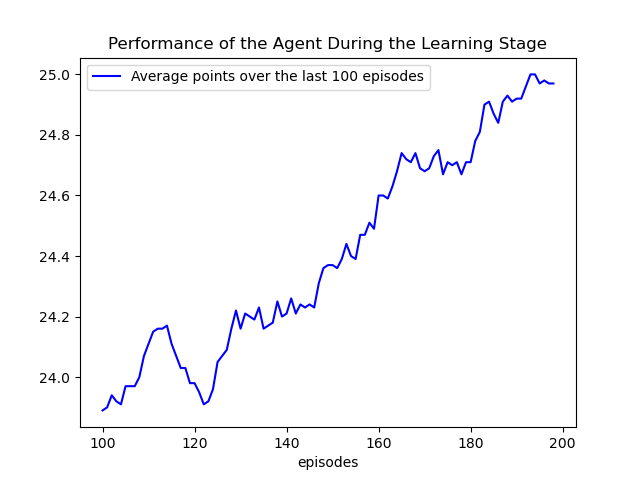 Performance of the Agent During the Learning Stage
Average points over the last 100 episodes
25.0
24.8
24.6
24.4
24.2
24.0
100 120 140 160 180 200
episodes